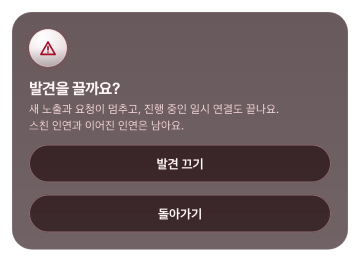 발견을 끌까요?
새 노출과 요청이 멈추고, 진행 중인 일시 연결도 끝나요.
스친 인연과 이어진 인연은 남아요.
발견 끄기
돌아가기